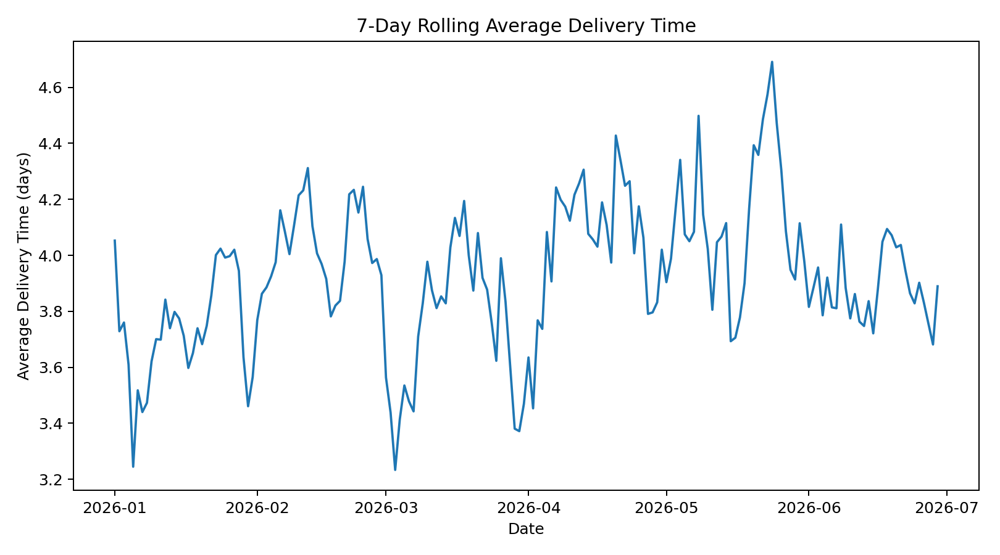 7-Day Rolling Average Delivery Time
Average Delivery Time (days)
4.6
4.4
4.2
4.0
3.8
3.6
3.4
3.2
2026-01 2026-02 2026-03 2026-04 2026-05 2026-06 2026-07
Date